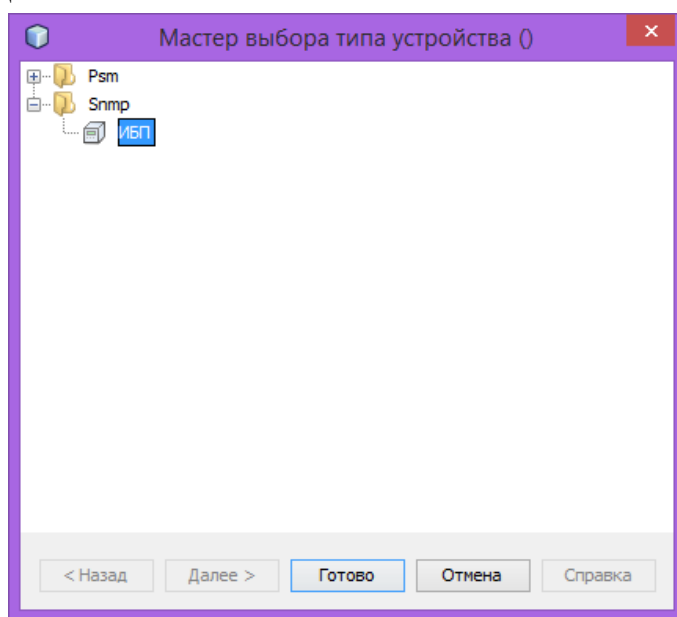 Мастер выбора типа устройства ()
Psm
Snmp
ИБП
< Назад Далее > Готово Отмена Справка